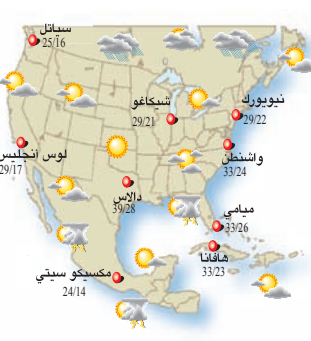 سياتل
25/16
شيكاغو
29/21
نيويورك
29/22
لوس انجليس
29/17
واشنطن
33/24
دالاس
39/28
ميامي
33/26
هافانا
33/23
مكسيكو سيتي
24/14